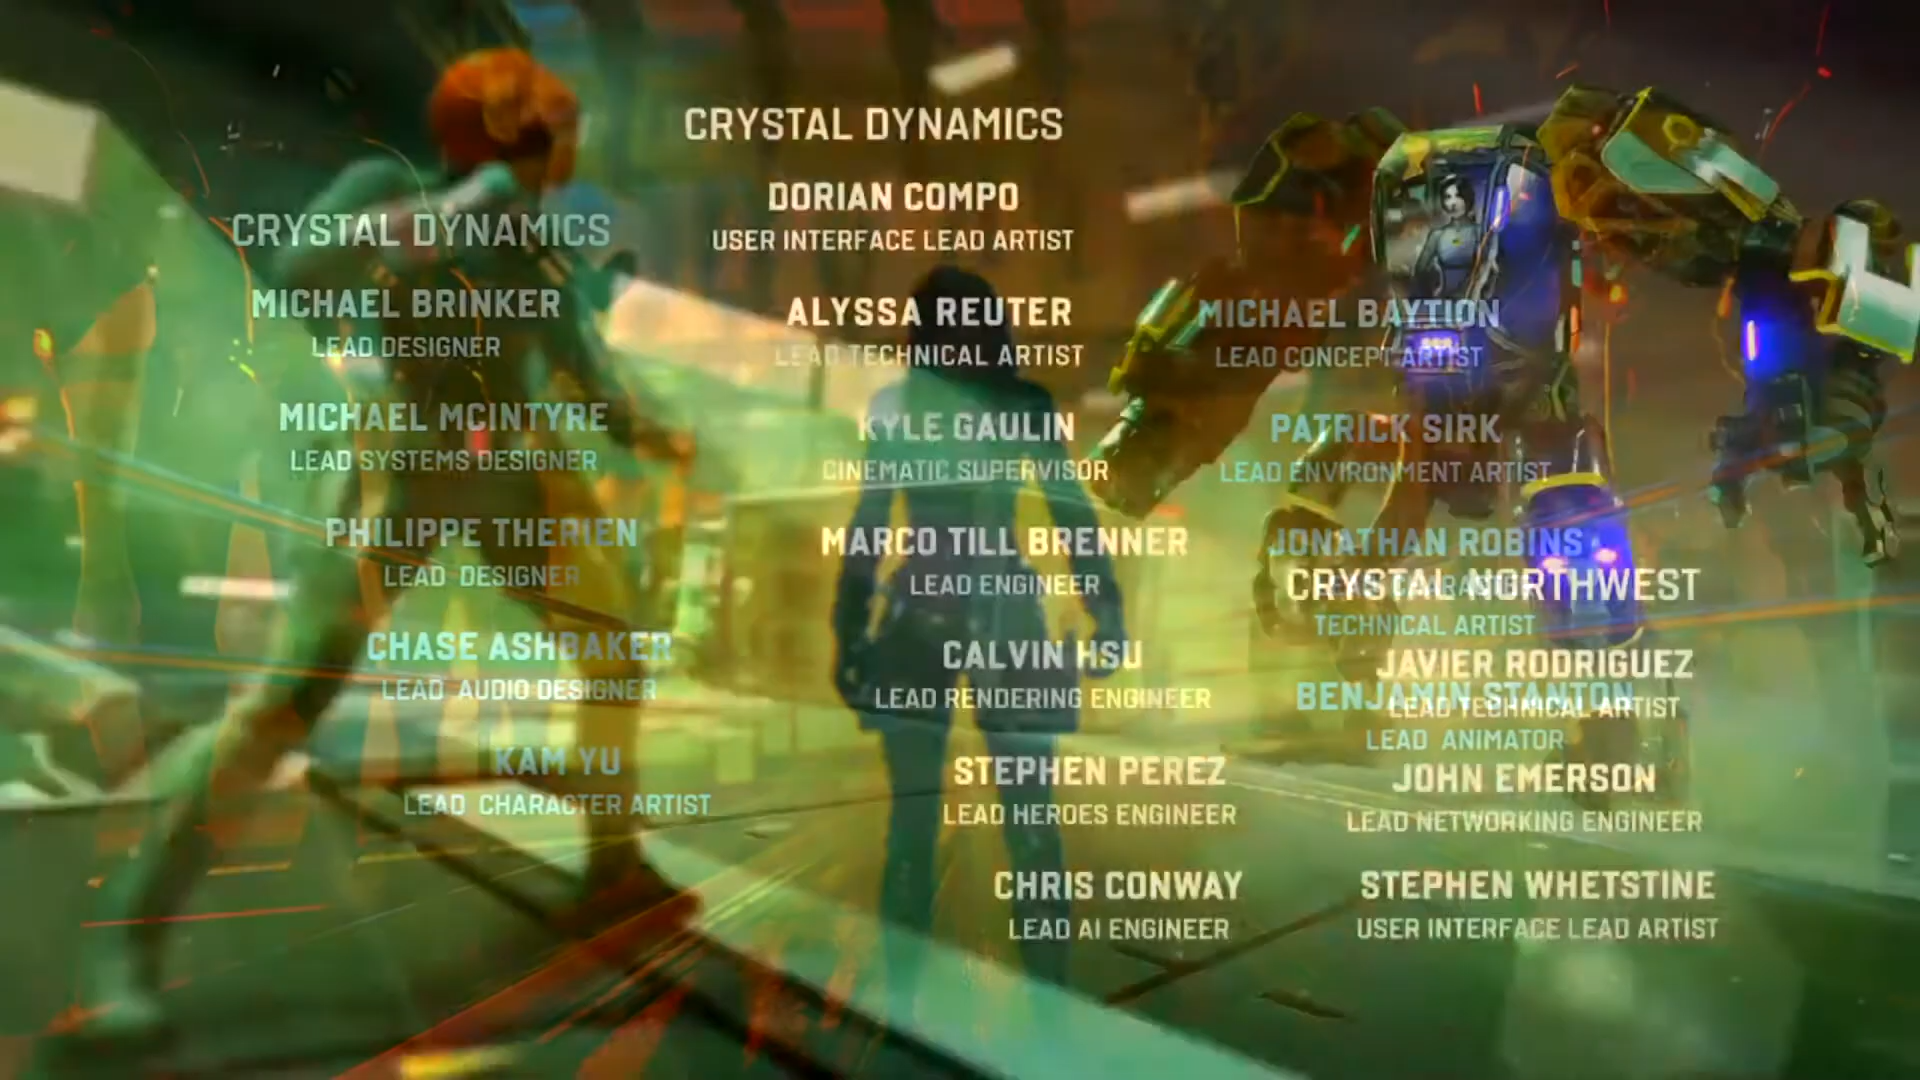 CRYSTAL DYNAMICS
MICHAEL BRINKER
LEAD DESIGNER
MICHAEL MCINTYRE
LEAD SYSTEMS DESIGNER
PHILIPPE THERIEN
LEAD DESIGNER
CHASE ASHBAKER
LEAD AUDIO DESIGNER
KAM YU
LEAD CHARACTER ARTIST
CRYSTAL DYNAMICS
DORIAN COMPO
USER INTERFACE LEAD ARTIST
ALYSSA REUTER
LEAD TECHNICAL ARTIST
KYLE GAULIN
CINEMATIC SUPERVISOR
MARCO TILL BRENNER
LEAD ENGINEER
CALVIN HSU
LEAD RENDERING ENGINEER
STEPHEN PEREZ
LEAD HEROES ENGINEER
CHRIS CONWAY
LEAD AI ENGINEER
MICHAEL BAYTION
LEAD CONCEPT ARTIST
PATRICK SIRK
LEAD ENVIRONMENT ARTIST
JONATHAN ROBINS
LEAD CHARACTER
TECHNICAL ARTIST
BENJAMIN STANTON
LEAD ANIMATOR
CRYSTAL NORTHWEST
JAVIER RODRIGUEZ
LEAD TECHNICAL ARTIST
JOHN EMERSON
LEAD NETWORKING ENGINEER
STEPHEN WHETSTINE
USER INTERFACE LEAD ARTIST